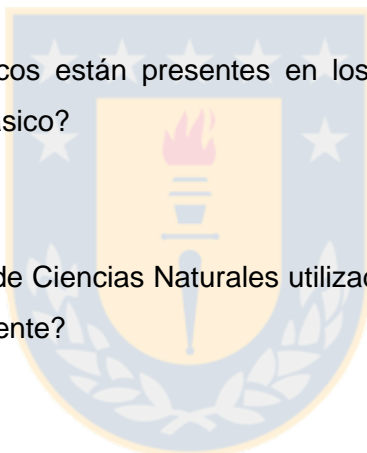 cos están presentes en los
ásico?
de Ciencias Naturales utilizad
ente?